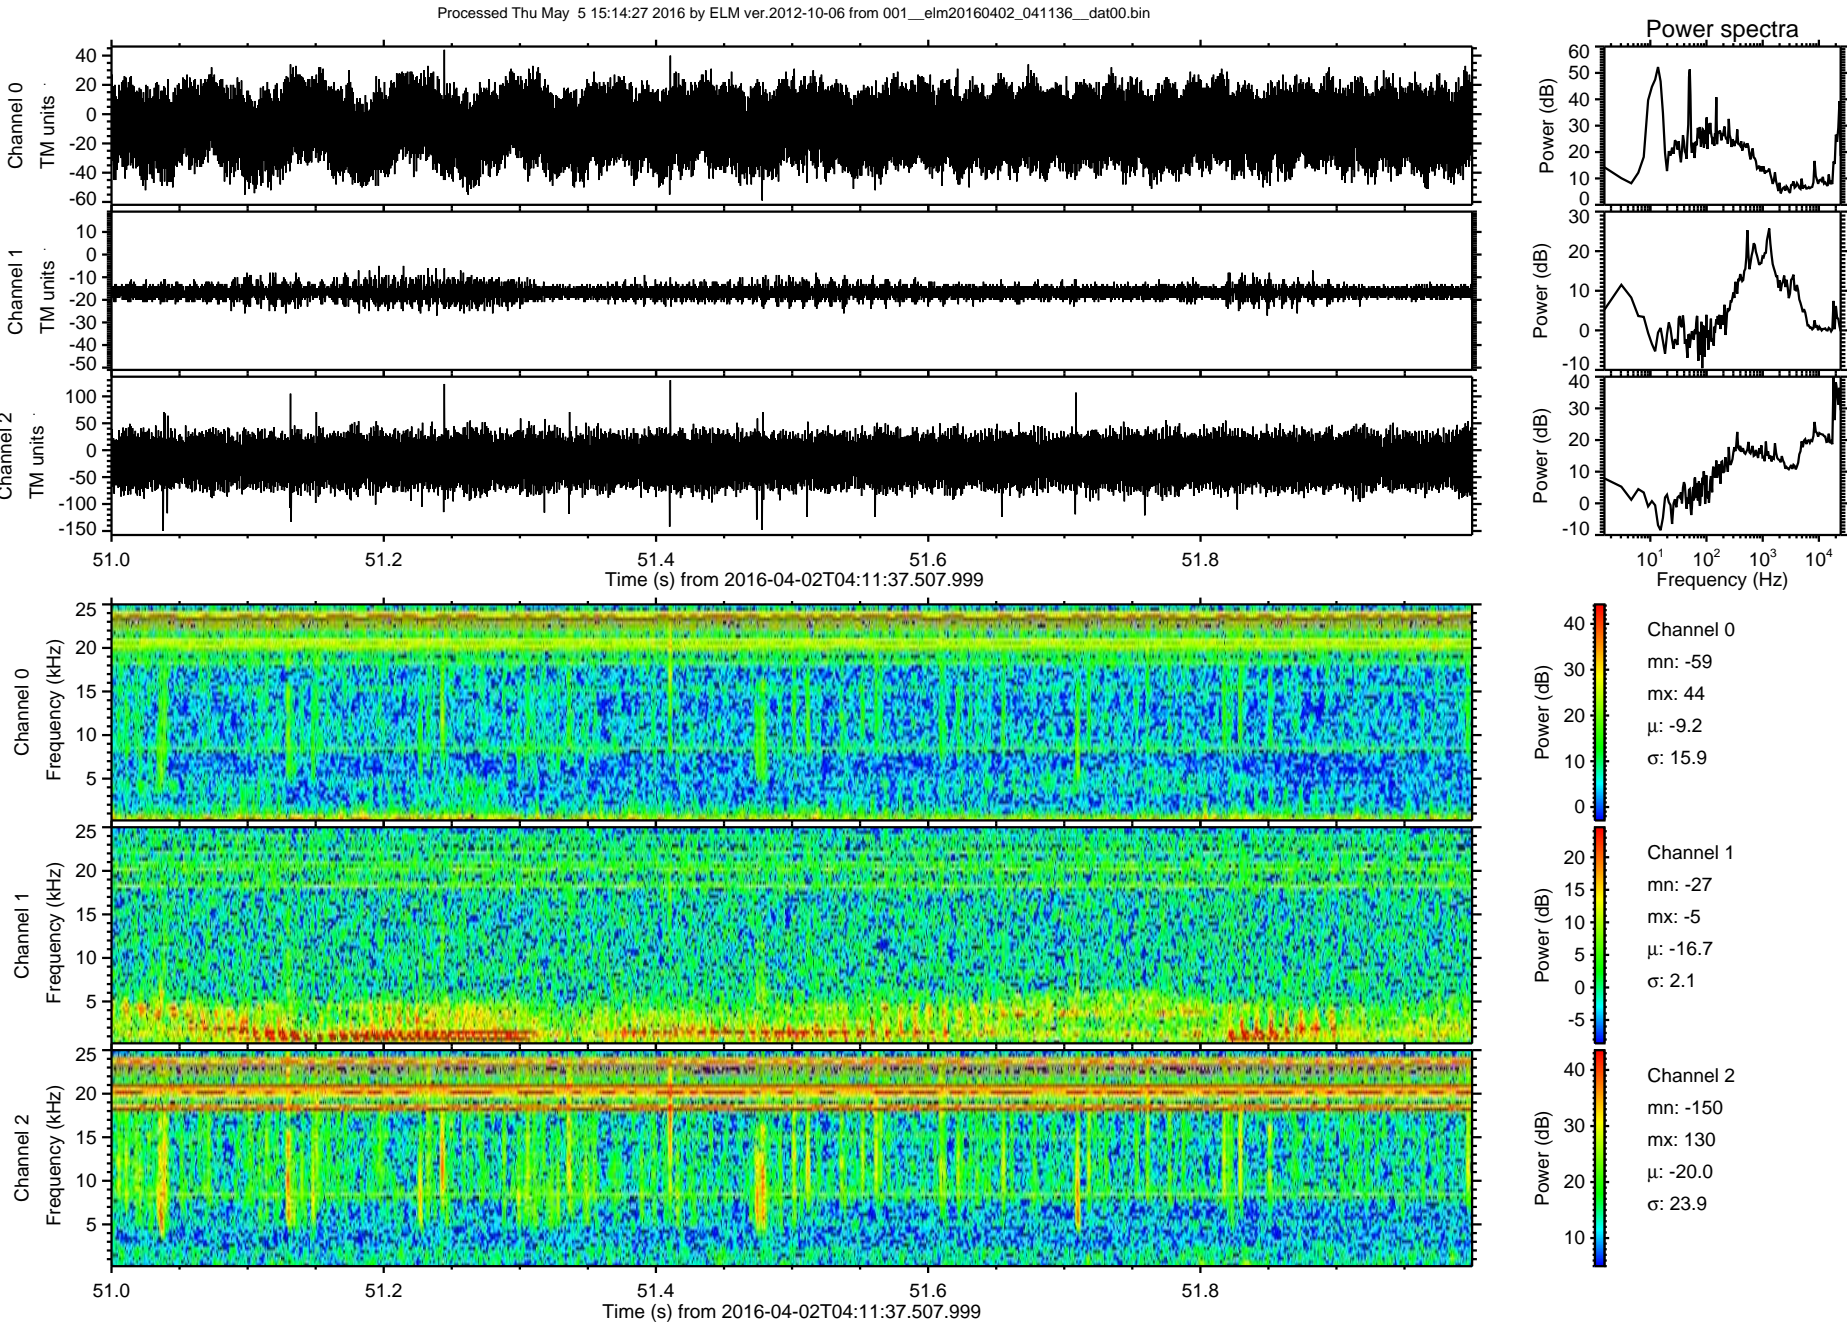 Processed Thu May  5 15:14:27 2016 by ELM ver.2012-10-06 from 001__elm20160402_041136__dat00.bin
Power spectra
Channel 0
TM units
40
20
0
-20
-40
-60
Power (dB)
60
50
40
30
20
10
0
Channel 1
TM units
10
0
-10
-20
-30
-40
-50
Power (dB)
30
20
10
0
-10
Channel 2
TM units
100
50
0
-50
-100
-150
Power (dB)
40
30
20
10
0
-10
51.0 51.2 51.4 51.6 51.8
Time (s) from 2016-04-02T04:11:37.507.999
10^1 10^2 10^3 10^4
Frequency (Hz)
Channel 0
Frequency (kHz)
25
20
15
10
5
Power (dB)
40
30
20
10
0
Channel 0
mn: -59
mx: 44
μ: -9.2
σ: 15.9
Channel 1
Frequency (kHz)
25
20
15
10
5
Power (dB)
20
15
10
5
0
-5
Channel 1
mn: -27
mx: -5
μ: -16.7
σ: 2.1
Channel 2
Frequency (kHz)
25
20
15
10
5
Power (dB)
40
30
20
10
Channel 2
mn: -150
mx: 130
μ: -20.0
σ: 23.9
51.0 51.2 51.4 51.6 51.8
Time (s) from 2016-04-02T04:11:37.507.999